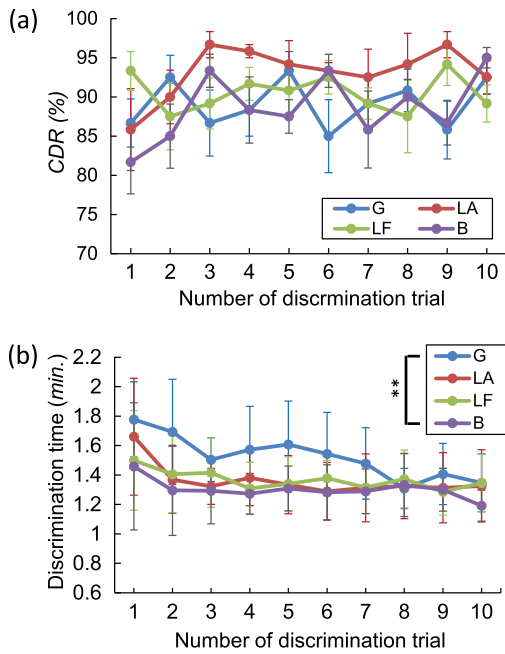 (a)
CDR (%)
100
95
90
85
80
75
70
G
LA
LF
B
1 2 3 4 5 6 7 8 9 10
Number of discrmination trial
(b)
Discrimination time (min.)
2.2
2
1.8
1.6
1.4
1.2
1
0.8
0.6
**
G
LA
LF
B
1 2 3 4 5 6 7 8 9 10
Number of discrimination trial